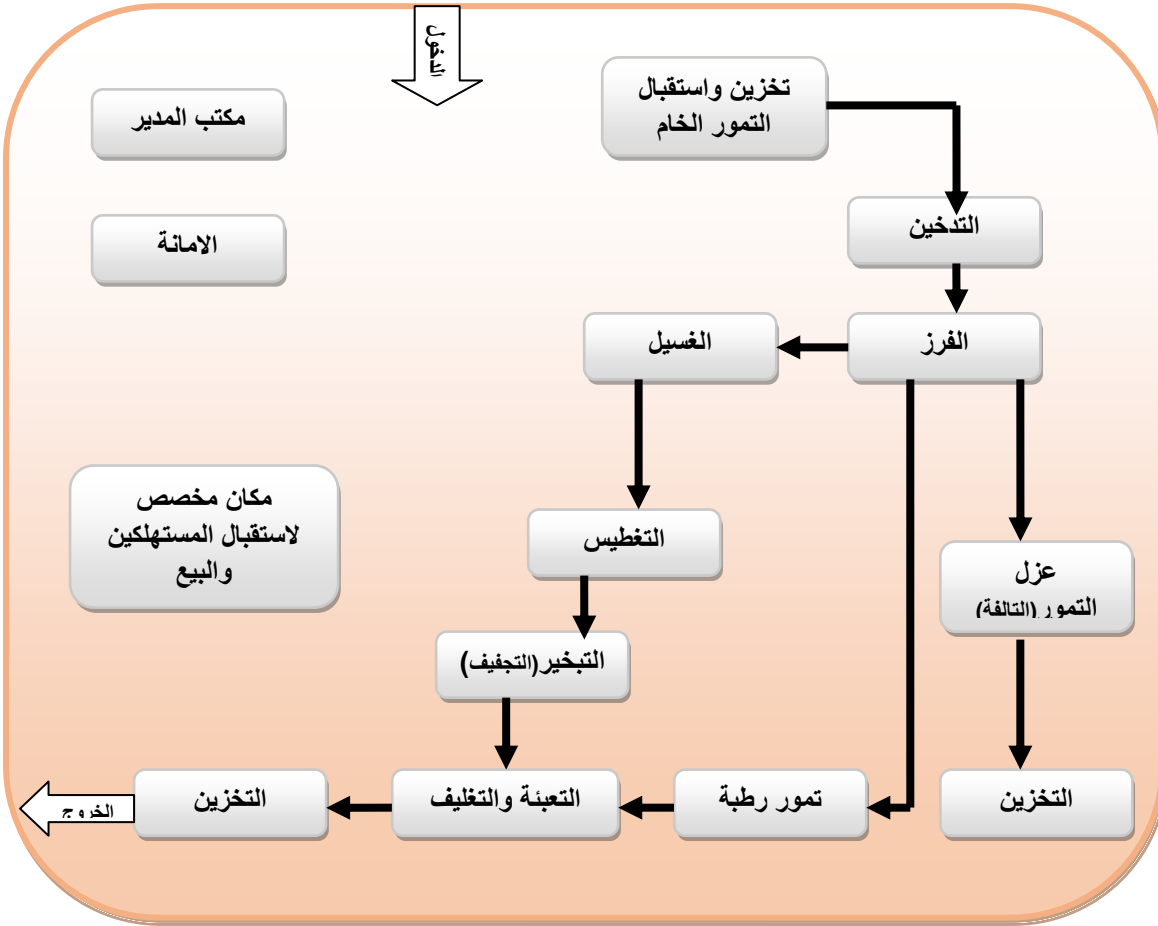 الدخول
تخزين واستقبال
التمور الخام
مكتب المدير
التدخين
الامانة
الفرز
الغسيل
مكان مخصص
لاستقبال المستهلكين
والبيع
التغطيس
عزل
التمور(التالفة)
التبخير(التجفيف)
التخزين
تمور رطبة
التعبئة والتغليف
التخزين
الخروج